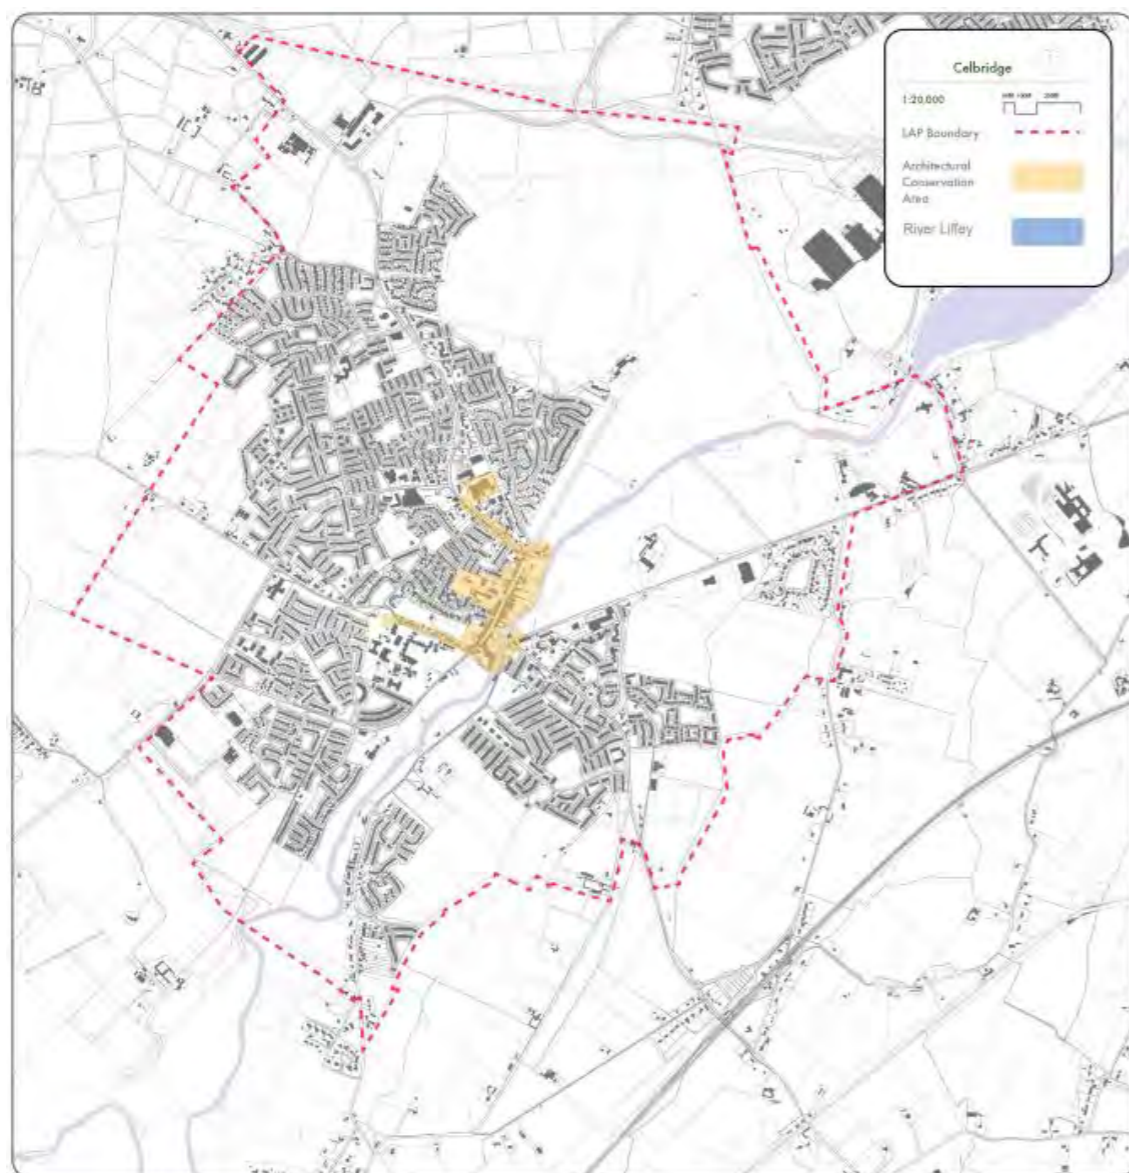 Celbridge
1:20,000
LAP Boundary
Architectural
Conservation
Area
River Liffey